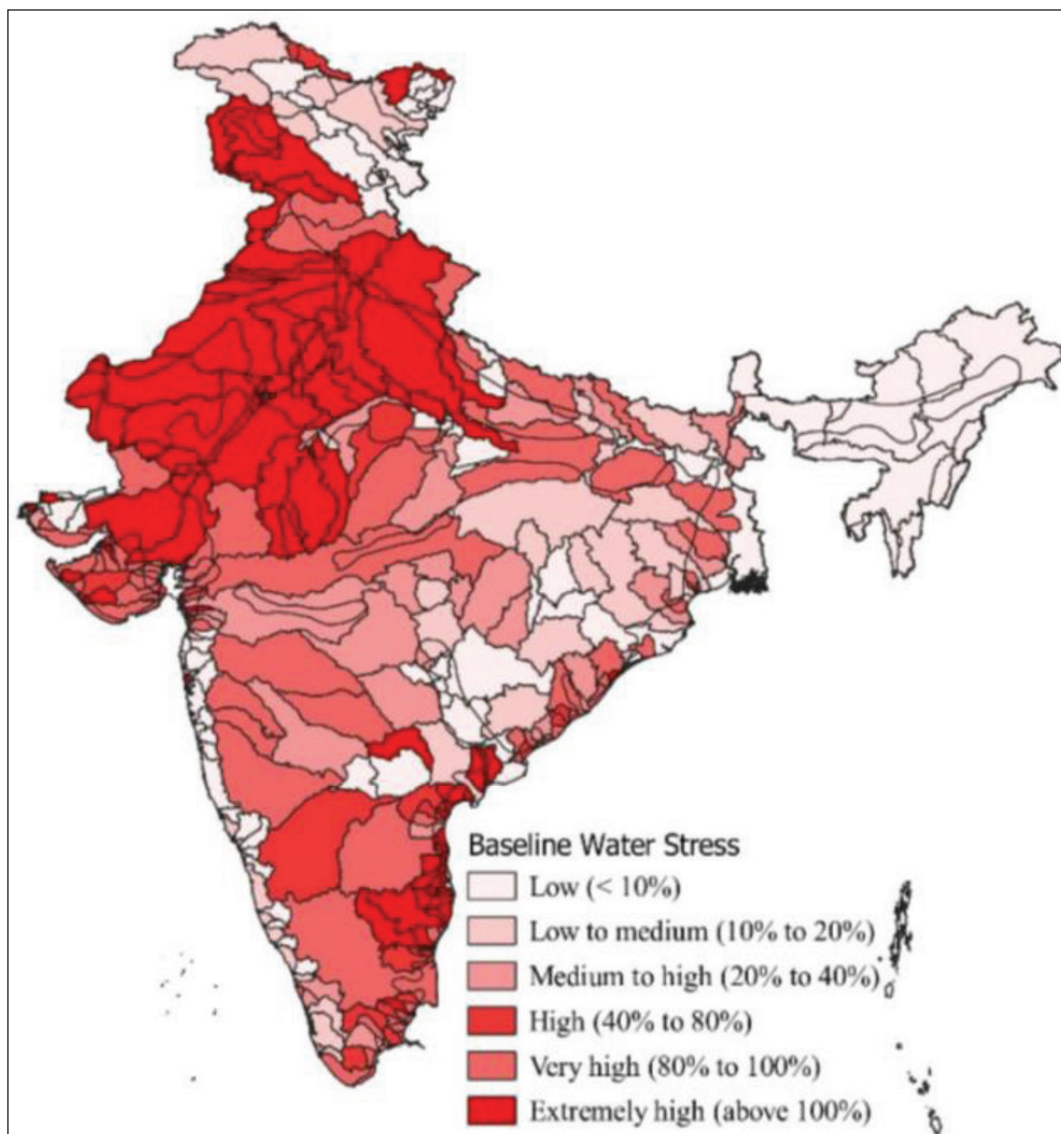 Baseline Water Stress
Low (< 10%)
Low to medium (10% to 20%)
Medium to high (20% to 40%)
High (40% to 80%)
Very high (80% to 100%)
Extremely high (above 100%)